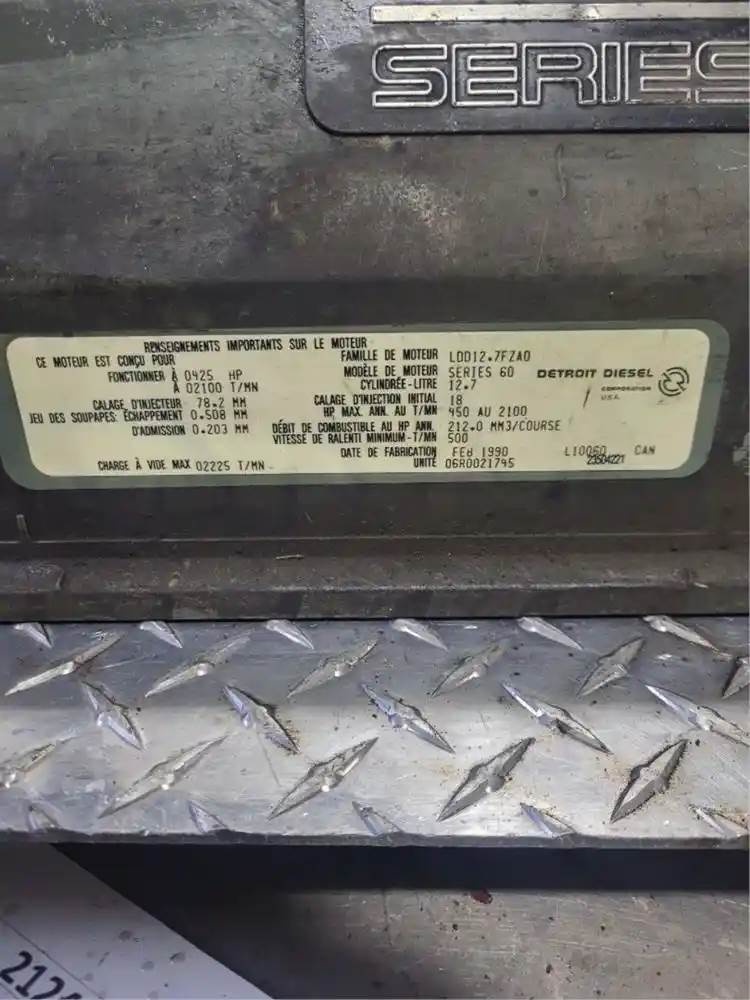 SERIES
RENSEIGNEMENTS IMPORTANTS SUR LE MOTEUR
CE MOTEUR EST CONÇU POUR
FONCTIONNER À 0425 HP
À 02100 T/MN
CALAGE D'INJECTEUR 78.2 MM
JEU DES SOUPAPES: ÉCHAPPEMENT 0.508 MM
D'ADMISSION 0.203 MM
CHARGE À VIDE MAX 02225 T/MN
FAMILLE DE MOTEUR LDD12.7FZA0
MODÈLE DE MOTEUR SERIES 60
CYLINDRÉE-LITRE 12.7
CALAGE D'INJECTION INITIAL 18
HP MAX. ANN. AU T/MN 450 AU 2100
DÉBIT DE COMBUSTIBLE AU HP ANN. 212.0 MM3/COURSE
VITESSE DE RALENTI MINIMUM-T/MN 500
DATE DE FABRICATION FEB 1990
UNITÉ 06R0021745
DETROIT DIESEL
CORPORATION
U.S.A.
L10060 CAN
23504221